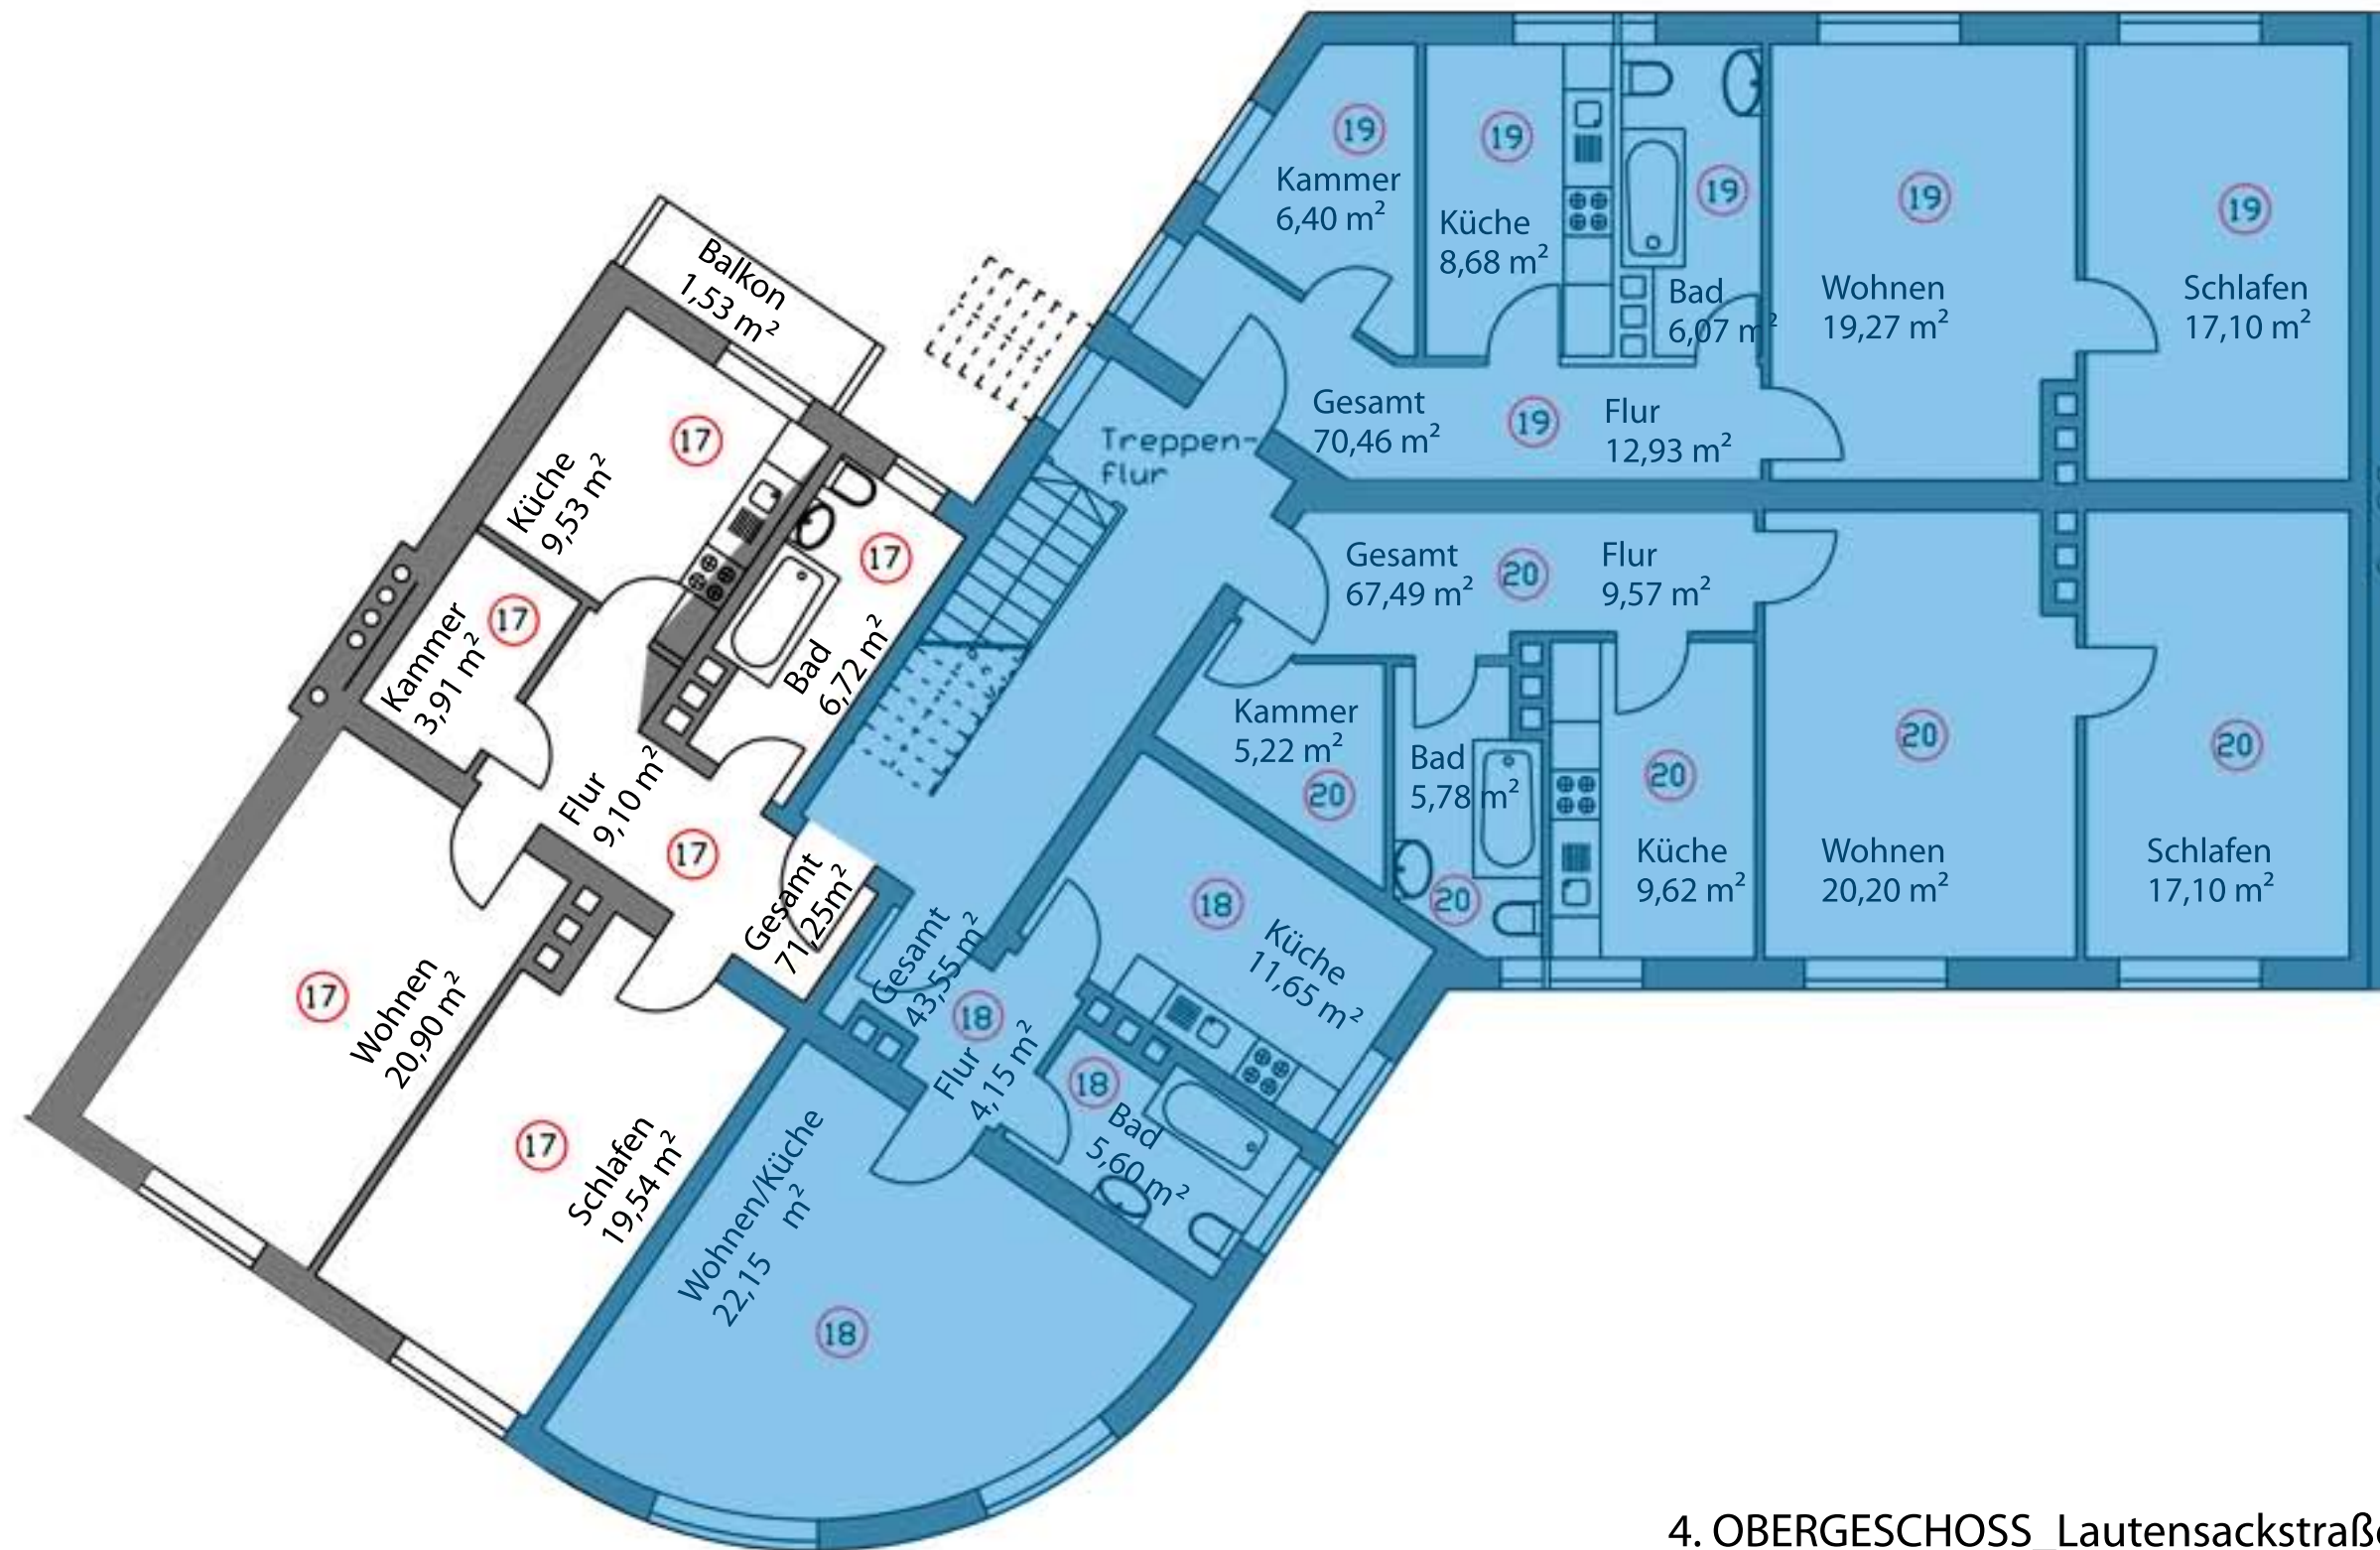 19
Kammer
6,40 m²
19
Küche
8,68 m²
19
Bad
6,07 m²
19
Wohnen
19,27 m²
19
Schlafen
17,10 m²
Gesamt
70,46 m²
19
Flur
12,93 m²
Treppen-
flur
Balkon
1,53 m²
17
Küche
9,53 m²
17
Kammer
3,91 m²
17
Bad
6,72 m²
Flur
9,10 m²
17
Gesamt
71,25m²
17
Wohnen
20,90 m²
17
Schlafen
19,54 m²
Gesamt
67,49 m²
20
Flur
9,57 m²
Kammer
5,22 m²
20
Bad
5,78 m²
20
20
Küche
9,62 m²
20
Wohnen
20,20 m²
20
Schlafen
17,10 m²
18
Küche
11,65 m²
Gesamt
43,55 m²
18
Flur
4,15 m²
18
Bad
5,60 m²
Wohnen/Küche
22,15 m²
18
4. OBERGESCHOSS_Lautensackstraße